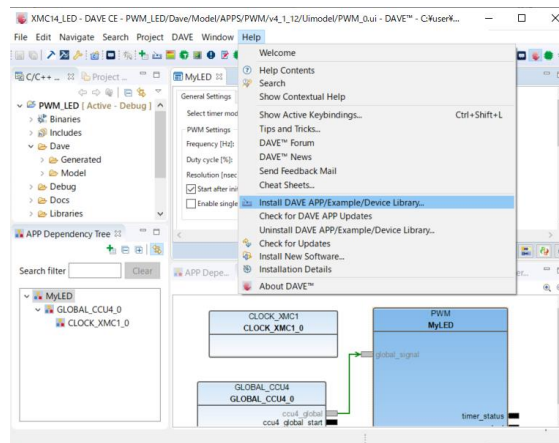 XMC14_LED - DAVE CE - PWM_LED/Dave/Model/APPS/PWM/v4_1_12/Uimodel/PWM_0.ui - DAVE™ - C:¥user¥...
File Edit Navigate Search Project DAVE Window Help
C/C++ ...
Project ...
PWM_LED [ Active - Debug ]
Binaries
Includes
Dave
Generated
Model
Debug
Docs
Libraries
MyLED
General Settings
Select timer mod
PWM Settings
Frequency [Hz]:
Duty cycle [%]:
Resolution [nsec
Start after init
Enable single
Welcome
Help Contents
Search
Show Contextual Help
Show Active Keybindings... Ctrl+Shift+L
Tips and Tricks...
DAVE™ Forum
DAVE™ News
Send Feedback Mail
Cheat Sheets...
Install DAVE APP/Example/Device Library...
Check for DAVE APP Updates
Uninstall DAVE APP/Example/Device Library...
Check for Updates
Install New Software...
Installation Details
About DAVE™
APP Dependency Tree
Search filter
Clear
MyLED
GLOBAL_CCU4_0
CLOCK_XMC1_0
APP Depe...
CLOCK_XMC1
CLOCK_XMC1_0
GLOBAL_CCU4
GLOBAL_CCU4_0
ccu4_global
ccu4_global_start
PWM
MyLED
global_signal
timer_status